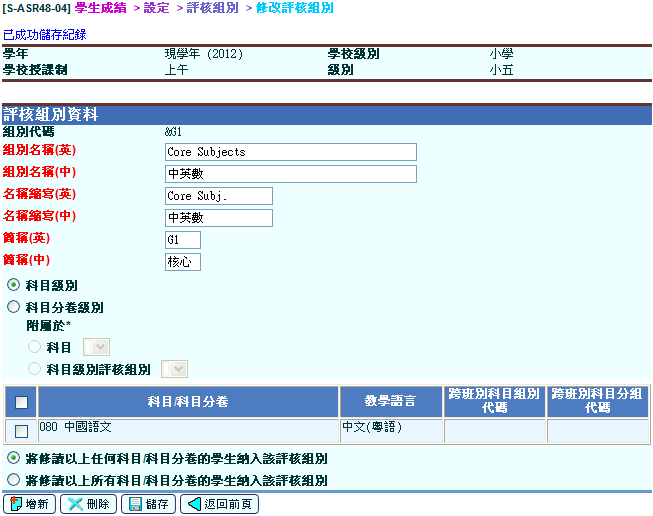 [S-ASR48-04] 學生成績 > 設定 > 評核組別 > 修改評核組別
已成功儲存紀錄
學年 現學年 (2012) 學校級別 小學
學校授課制 上午 級別 小五
評核組別資料
組別代碼 &G1
組別名稱(英) Core Subjects
組別名稱(中) 中英數
名稱縮寫(英) Core Subj.
名稱縮寫(中) 中英數
簡稱(英) G1
簡稱(中) 核心
科目級別
科目分卷級別
附屬於*
科目
科目級別評核組別
科目/科目分卷 教學語言 跨班別科目組別代碼 跨班別科目分組代碼
080 中國語文 中文(粵語)
將修讀以上任何科目/科目分卷的學生納入該評核組別
將修讀以上所有科目/科目分卷的學生納入該評核組別
增新 刪除 儲存 返回前頁